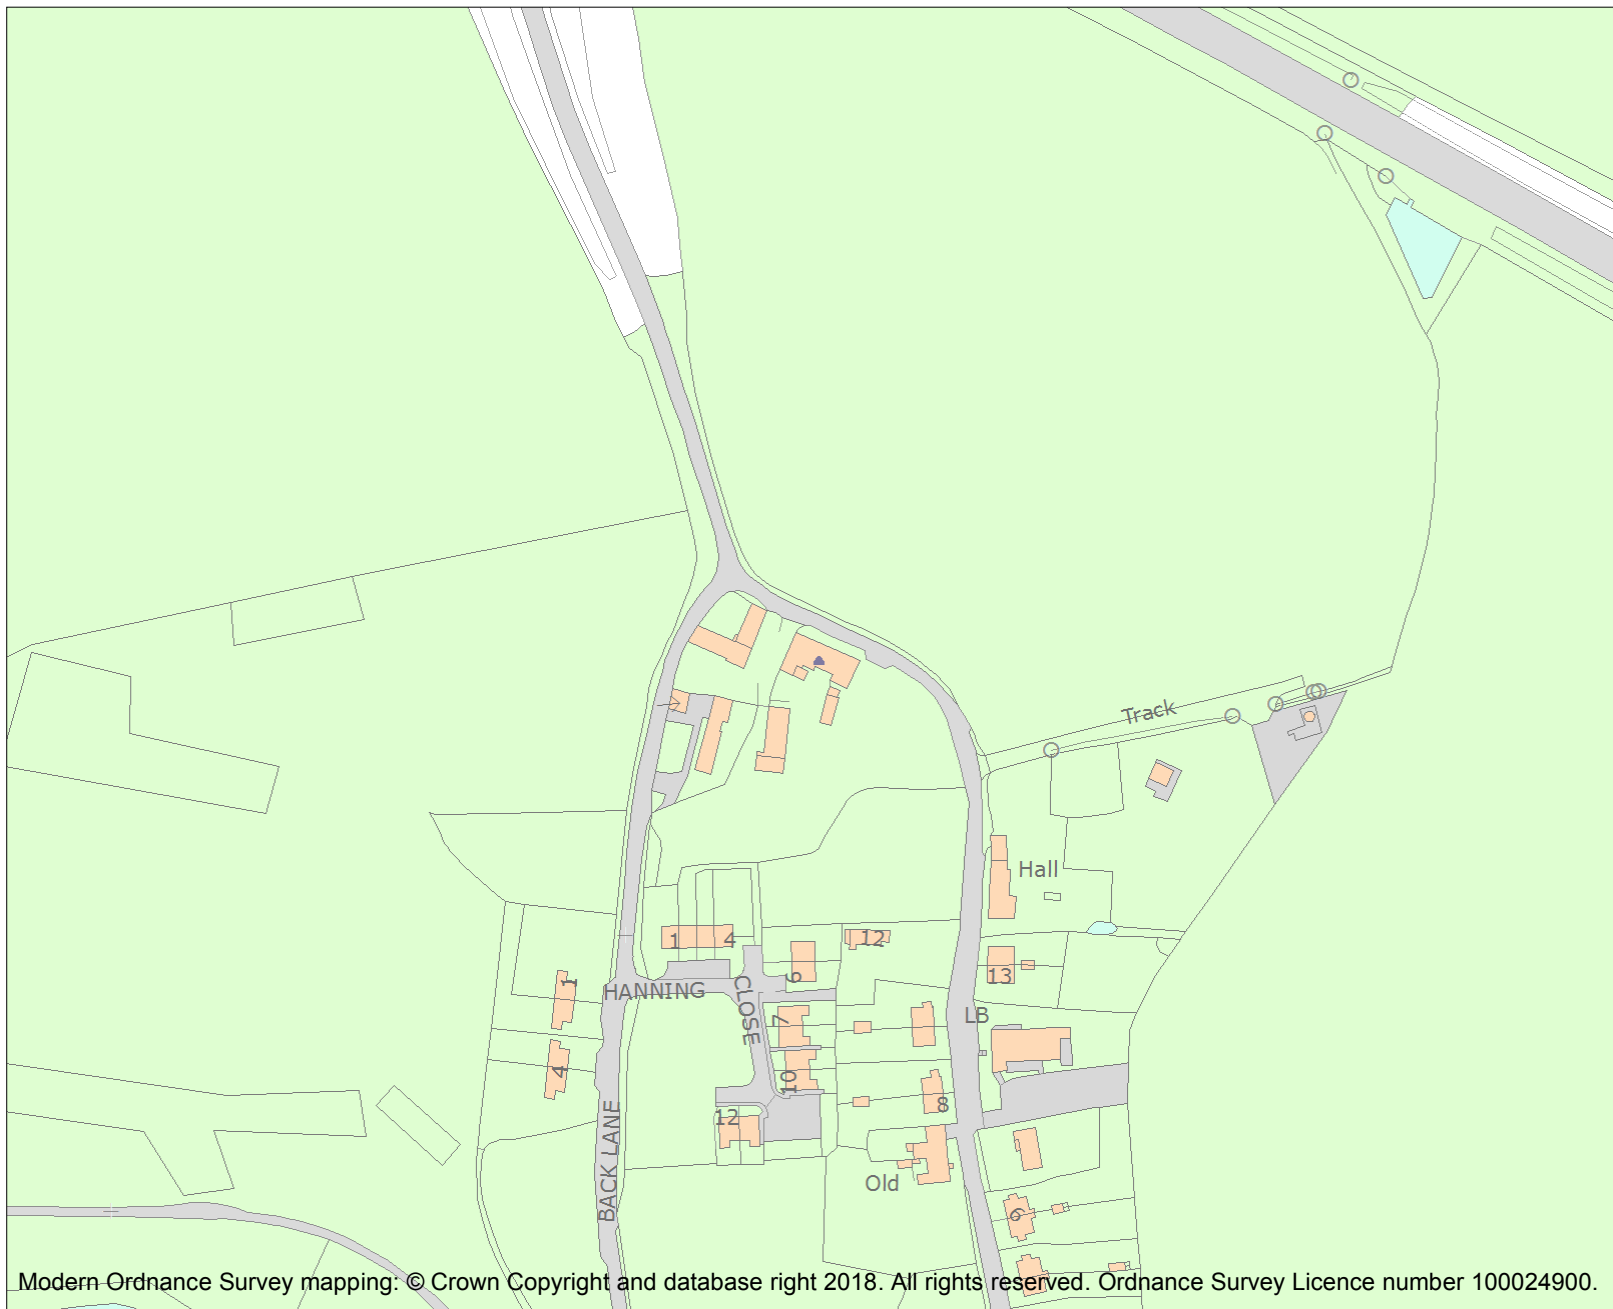 Track
Hall
1
4
12
9
13
1
HANNING
CLOSE
7
LB
4
10
8
12
BACK LANE
Old
6
Modern Ordnance Survey mapping: © Crown Copyright and database right 2018. All rights reserved. Ordnance Survey Licence number 100024900.